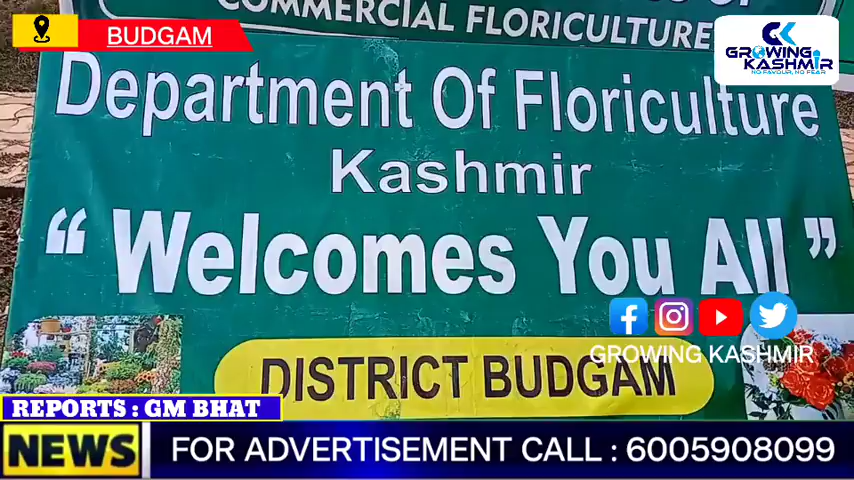 COMMERCIAL FLORICULTURE
BUDGAM
GROWING
KASHMIR
NO FAVOUR, NO FEAR
Department Of Floriculture
Kashmir
“ Welcomes You All ”
DISTRICT BUDGAM
GROWING KASHMIR
REPORTS : GM BHAT
NEWS
FOR ADVERTISEMENT CALL : 6005908099